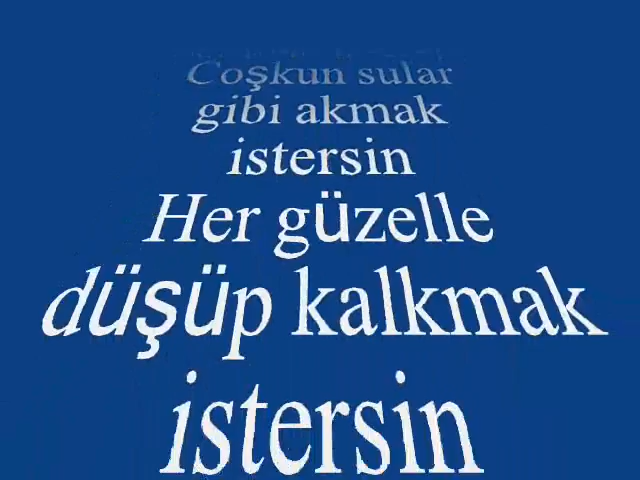 Coşkun sular
gibi akmak
istersin
Her güzelle
düşüp kalkmak
istersin